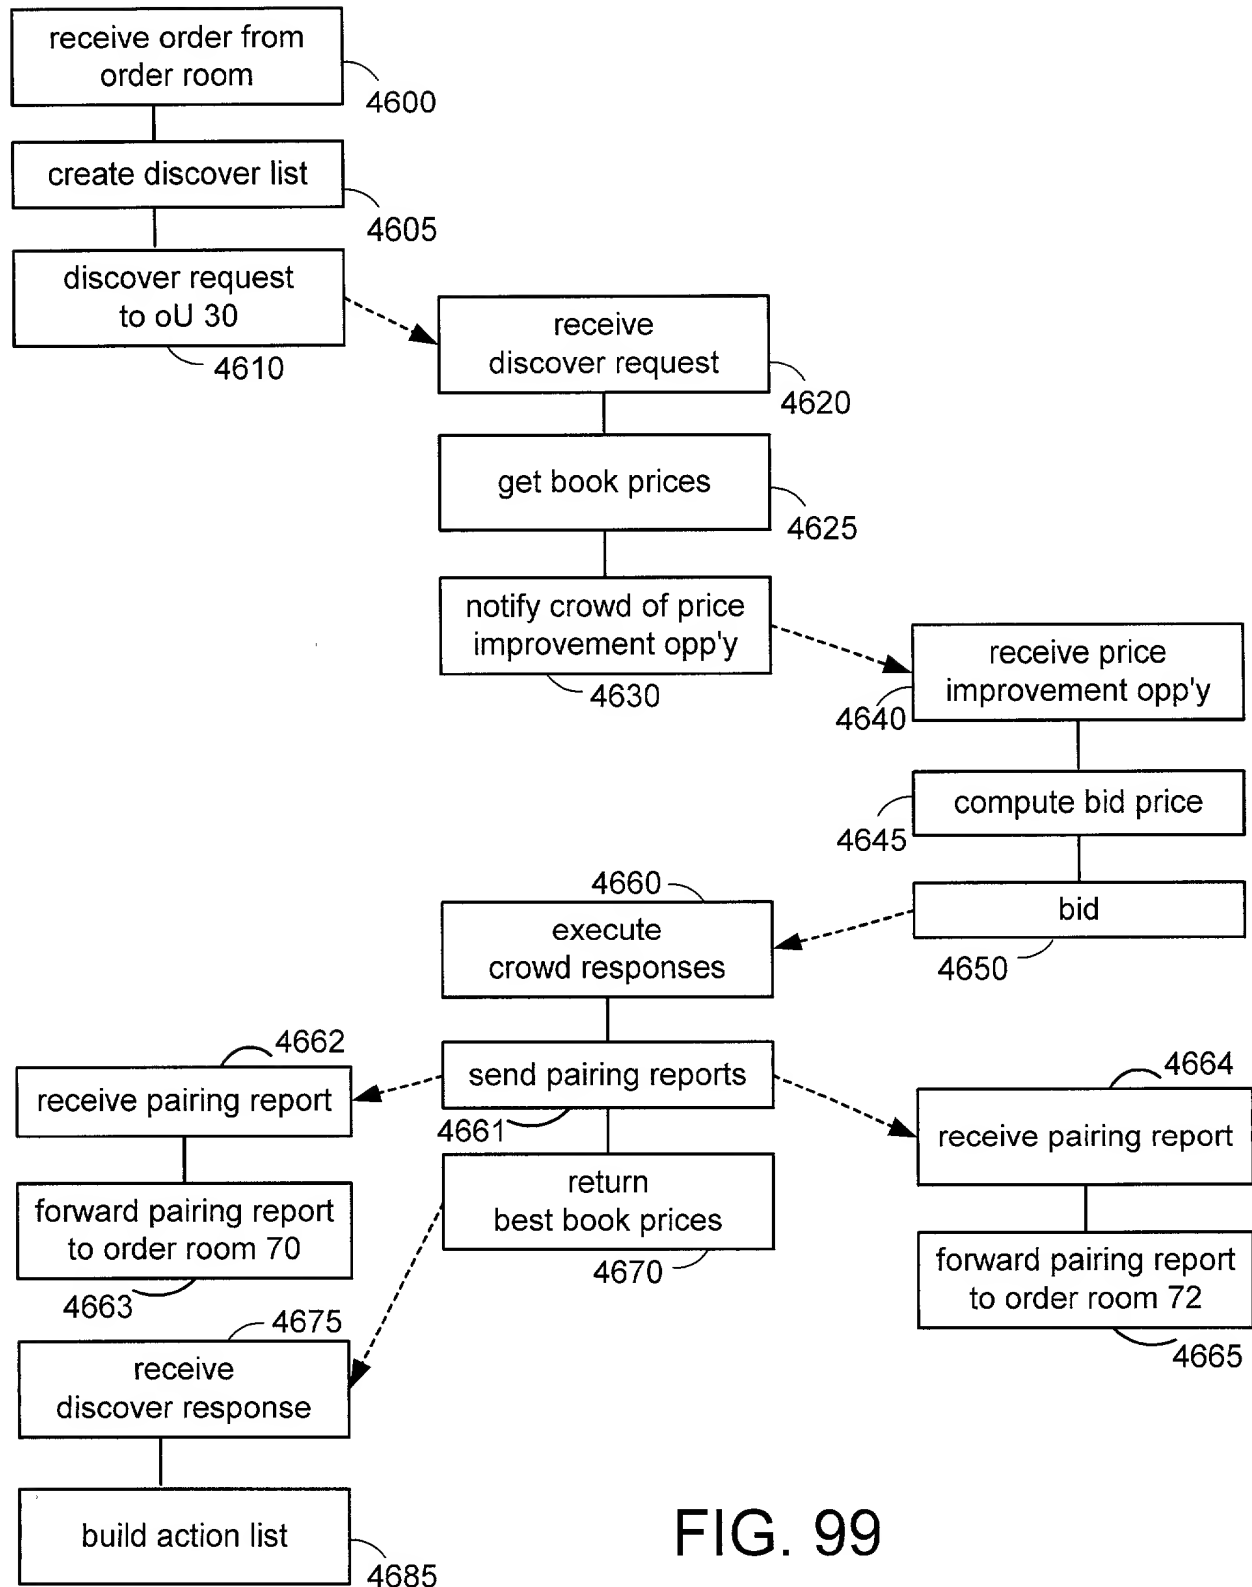 receive order from
order room
4600
create discover list
4605
discover request
to oU 30
4610
receive
discover request
4620
get book prices
4625
notify crowd of price
improvement opp'y
4630
receive price
improvement opp'y
4640
compute bid price
4645
bid
4650
4660
execute
crowd responses
send pairing reports
4661
4662
receive pairing report
forward pairing report
to order room 70
4663
4664
receive pairing report
forward pairing report
to order room 72
4665
return
best book prices
4670
4675
receive
discover response
build action list
4685
FIG. 99